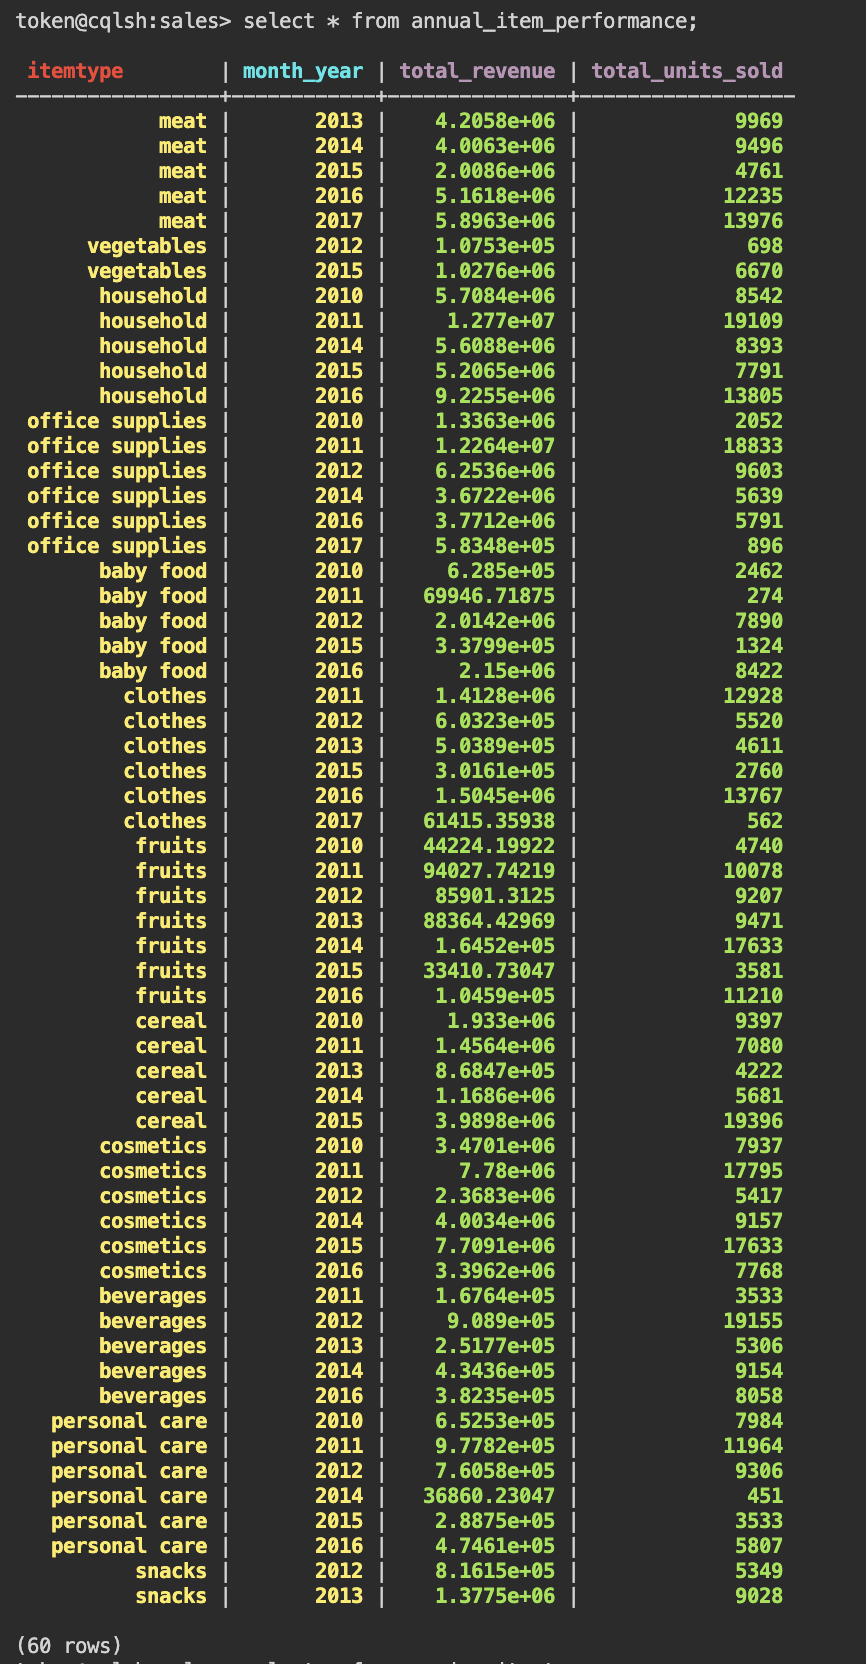 token@cqlsh:sales> select * from annual_item_performance;
itemtype | month_year | total_revenue | total_units_sold
-----------------+------------+---------------+------------------
meat | 2013 | 4.2058e+06 | 9969
meat | 2014 | 4.0063e+06 | 9496
meat | 2015 | 2.0086e+06 | 4761
meat | 2016 | 5.1618e+06 | 12235
meat | 2017 | 5.8963e+06 | 13976
vegetables | 2012 | 1.0753e+05 | 698
vegetables | 2015 | 1.0276e+06 | 6670
household | 2010 | 5.7084e+06 | 8542
household | 2011 | 1.277e+07 | 19109
household | 2014 | 5.6088e+06 | 8393
household | 2015 | 5.2065e+06 | 7791
household | 2016 | 9.2255e+06 | 13805
office supplies | 2010 | 1.3363e+06 | 2052
office supplies | 2011 | 1.2264e+07 | 18833
office supplies | 2012 | 6.2536e+06 | 9603
office supplies | 2014 | 3.6722e+06 | 5639
office supplies | 2016 | 3.7712e+06 | 5791
office supplies | 2017 | 5.8348e+05 | 896
baby food | 2010 | 6.285e+05 | 2462
baby food | 2011 | 69946.71875 | 274
baby food | 2012 | 2.0142e+06 | 7890
baby food | 2015 | 3.3799e+05 | 1324
baby food | 2016 | 2.15e+06 | 8422
clothes | 2011 | 1.4128e+06 | 12928
clothes | 2012 | 6.0323e+05 | 5520
clothes | 2013 | 5.0389e+05 | 4611
clothes | 2015 | 3.0161e+05 | 2760
clothes | 2016 | 1.5045e+06 | 13767
clothes | 2017 | 61415.35938 | 562
fruits | 2010 | 44224.19922 | 4740
fruits | 2011 | 94027.74219 | 10078
fruits | 2012 | 85901.3125 | 9207
fruits | 2013 | 88364.42969 | 9471
fruits | 2014 | 1.6452e+05 | 17633
fruits | 2015 | 33410.73047 | 3581
fruits | 2016 | 1.0459e+05 | 11210
cereal | 2010 | 1.933e+06 | 9397
cereal | 2011 | 1.4564e+06 | 7080
cereal | 2013 | 8.6847e+05 | 4222
cereal | 2014 | 1.1686e+06 | 5681
cereal | 2015 | 3.9898e+06 | 19396
cosmetics | 2010 | 3.4701e+06 | 7937
cosmetics | 2011 | 7.78e+06 | 17795
cosmetics | 2012 | 2.3683e+06 | 5417
cosmetics | 2014 | 4.0034e+06 | 9157
cosmetics | 2015 | 7.7091e+06 | 17633
cosmetics | 2016 | 3.3962e+06 | 7768
beverages | 2011 | 1.6764e+05 | 3533
beverages | 2012 | 9.089e+05 | 19155
beverages | 2013 | 2.5177e+05 | 5306
beverages | 2014 | 4.3436e+05 | 9154
beverages | 2016 | 3.8235e+05 | 8058
personal care | 2010 | 6.5253e+05 | 7984
personal care | 2011 | 9.7782e+05 | 11964
personal care | 2012 | 7.6058e+05 | 9306
personal care | 2014 | 36860.23047 | 451
personal care | 2015 | 2.8875e+05 | 3533
personal care | 2016 | 4.7461e+05 | 5807
snacks | 2012 | 8.1615e+05 | 5349
snacks | 2013 | 1.3775e+06 | 9028
(60 rows)